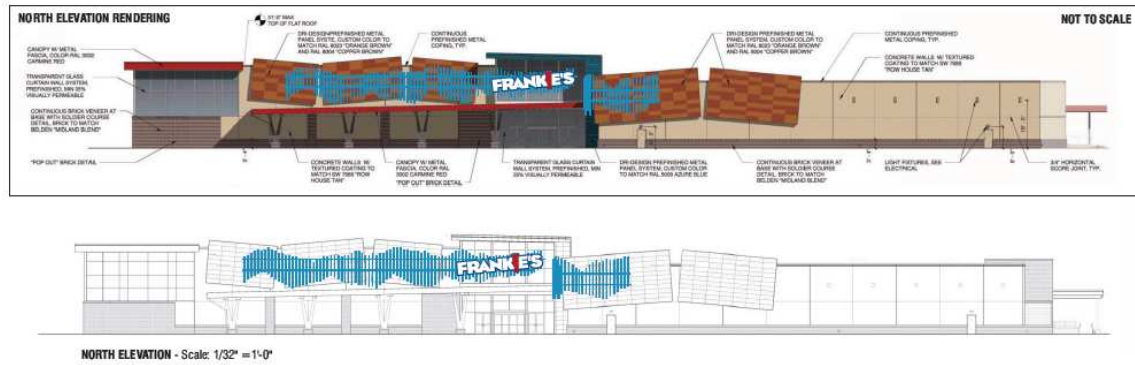 NORTH ELEVATION RENDERING
NOT TO SCALE
31'-8" MAX
TOP OF FLAT ROOF
CANOPY W/ METAL
FASCIA, COLOR RAL 3002
CARMINE RED
TRANSPARENT GLASS
CURTAIN WALL SYSTEM,
PREFINISHED, MIN 35%
VISUALLY PERMEABLE
CONTINUOUS BRICK VENEER AT
BASE WITH SOLDIER COURSE
DETAIL, BRICK TO MATCH
BELDEN "MIDLAND BLEND"
"POP OUT" BRICK DETAIL
DRI-DESIGN PREFINISHED METAL
PANEL SYSTE, CUSTOM COLOR TO
MATCH RAL 8023 "ORANGE BROWN"
AND RAL 8004 "COPPER BROWN"
CONTINUOUS
PREFINISHED METAL
COPING, TYP.
DRI-DESIGN PREFINISHED METAL
PANEL SYSTEM, CUSTOM COLOR TO
MATCH RAL 8023 "ORANGE BROWN"
AND RAL 8004 "COPPER BROWN"
CONTINUOUS PREFINISHED
METAL COPING, TYP.
CONCRETE WALLS W/ TEXTURED
COATING TO MATCH SW 7689
"ROW HOUSE TAN"
FRANKIE'S
CONCRETE WALLS W/
TEXTURED COATING TO
MATCH SW 7689 "ROW
HOUSE TAN"
CANOPY W/ METAL
FASCIA, COLOR RAL
3002 CARMINE RED
"POP OUT" BRICK DETAIL
TRANSPARENT GLASS CURTAIN
WALL SYSTEM, PREFINISHED, MIN
35% VISUALLY PERMEABLE
DRI-DESIGN PREFINISHED METAL
PANEL SYSTEM, CUSTOM COLOR
TO MATCH RAL 5009 AZURE BLUE
CONTINUOUS BRICK VENEER AT
BASE WITH SOLDIER COURSE
DETAIL, BRICK TO MATCH
BELDEN "MIDLAND BLEND"
LIGHT FIXTURES, SEE
ELECTRICAL
3/4" HORIZONTAL
SCORE JOINT, TYP.
FRANKIE'S
NORTH ELEVATION - Scale: 1/32" = 1'-0"